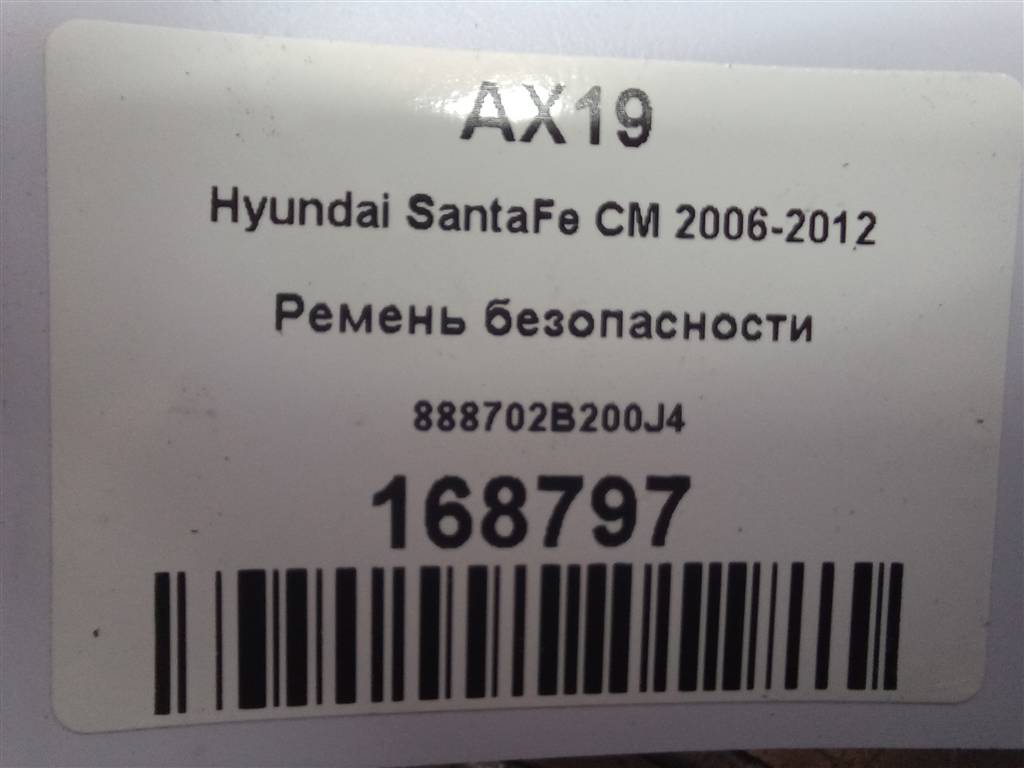 AX19
Hyundai SantaFe CM 2006-2012
Ремень безопасности
888702B200J4
168797